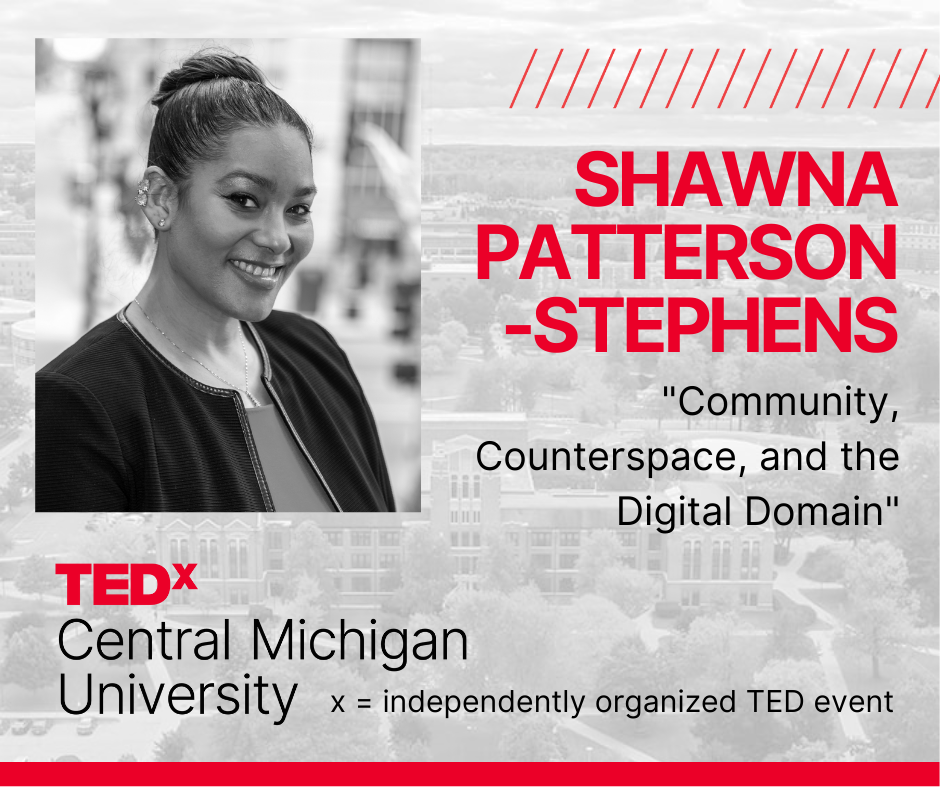 SHAWNA
PATTERSON
-STEPHENS
"Community,
Counterspace, and the
Digital Domain"
TEDx
Central Michigan
University
x = independently organized TED event